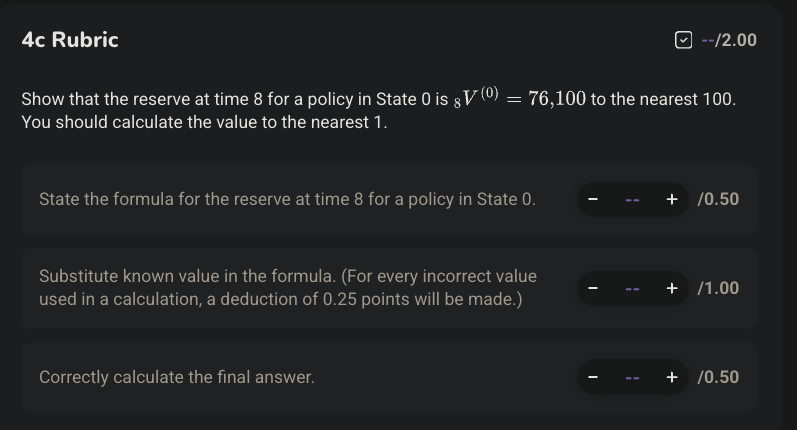 4c Rubric
--/2.00
Show that the reserve at time 8 for a policy in State 0 is ₈V⁽⁰⁾ = 76,100 to the nearest 100.
You should calculate the value to the nearest 1.
State the formula for the reserve at time 8 for a policy in State 0.
− -- + /0.50
Substitute known value in the formula. (For every incorrect value
used in a calculation, a deduction of 0.25 points will be made.)
− -- + /1.00
Correctly calculate the final answer.
− -- + /0.50